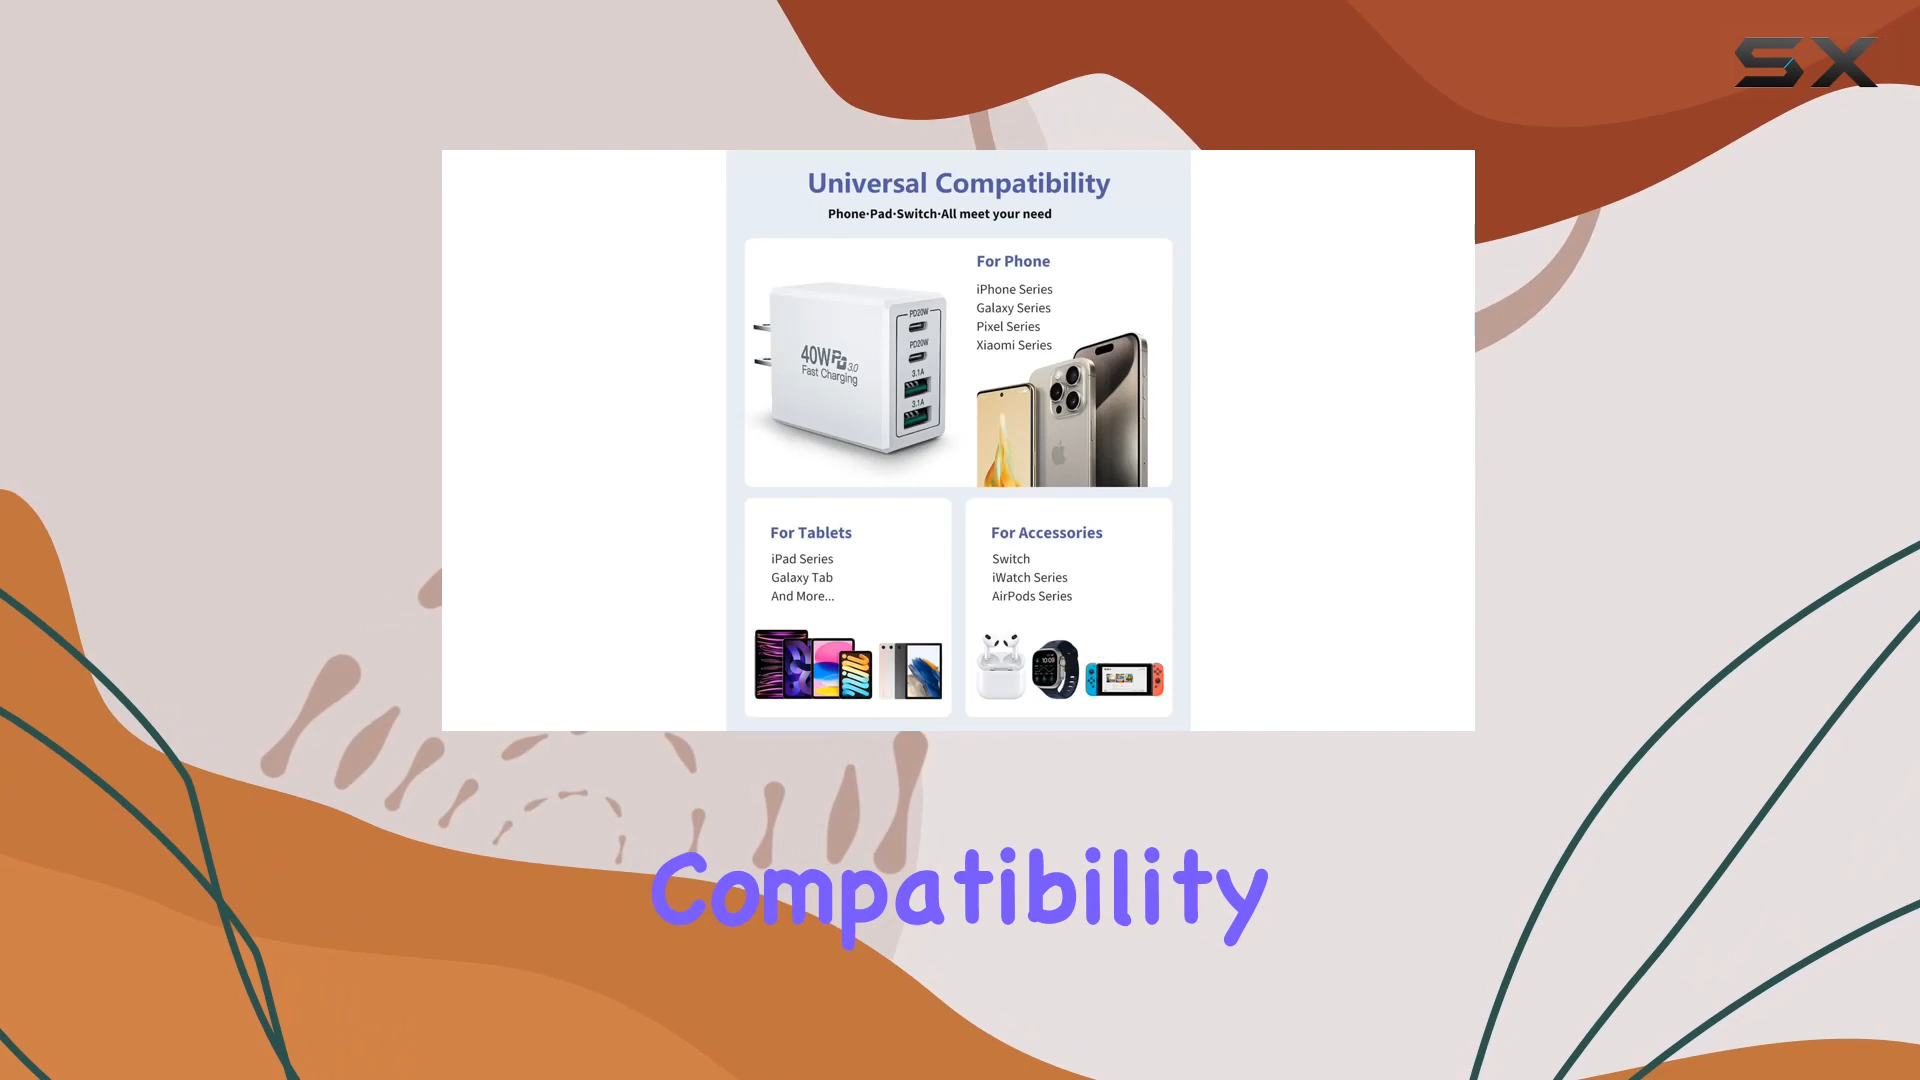 SX
Universal Compatibility
Phone·Pad·Switch·All meet your need
For Phone
iPhone Series
Galaxy Series
Pixel Series
Xiaomi Series
PD20W
PD20W
3.1A
3.1A
40W PD 3.0
Fast Charging
For Tablets
iPad Series
Galaxy Tab
And More...
For Accessories
Switch
iWatch Series
AirPods Series
Compatibility